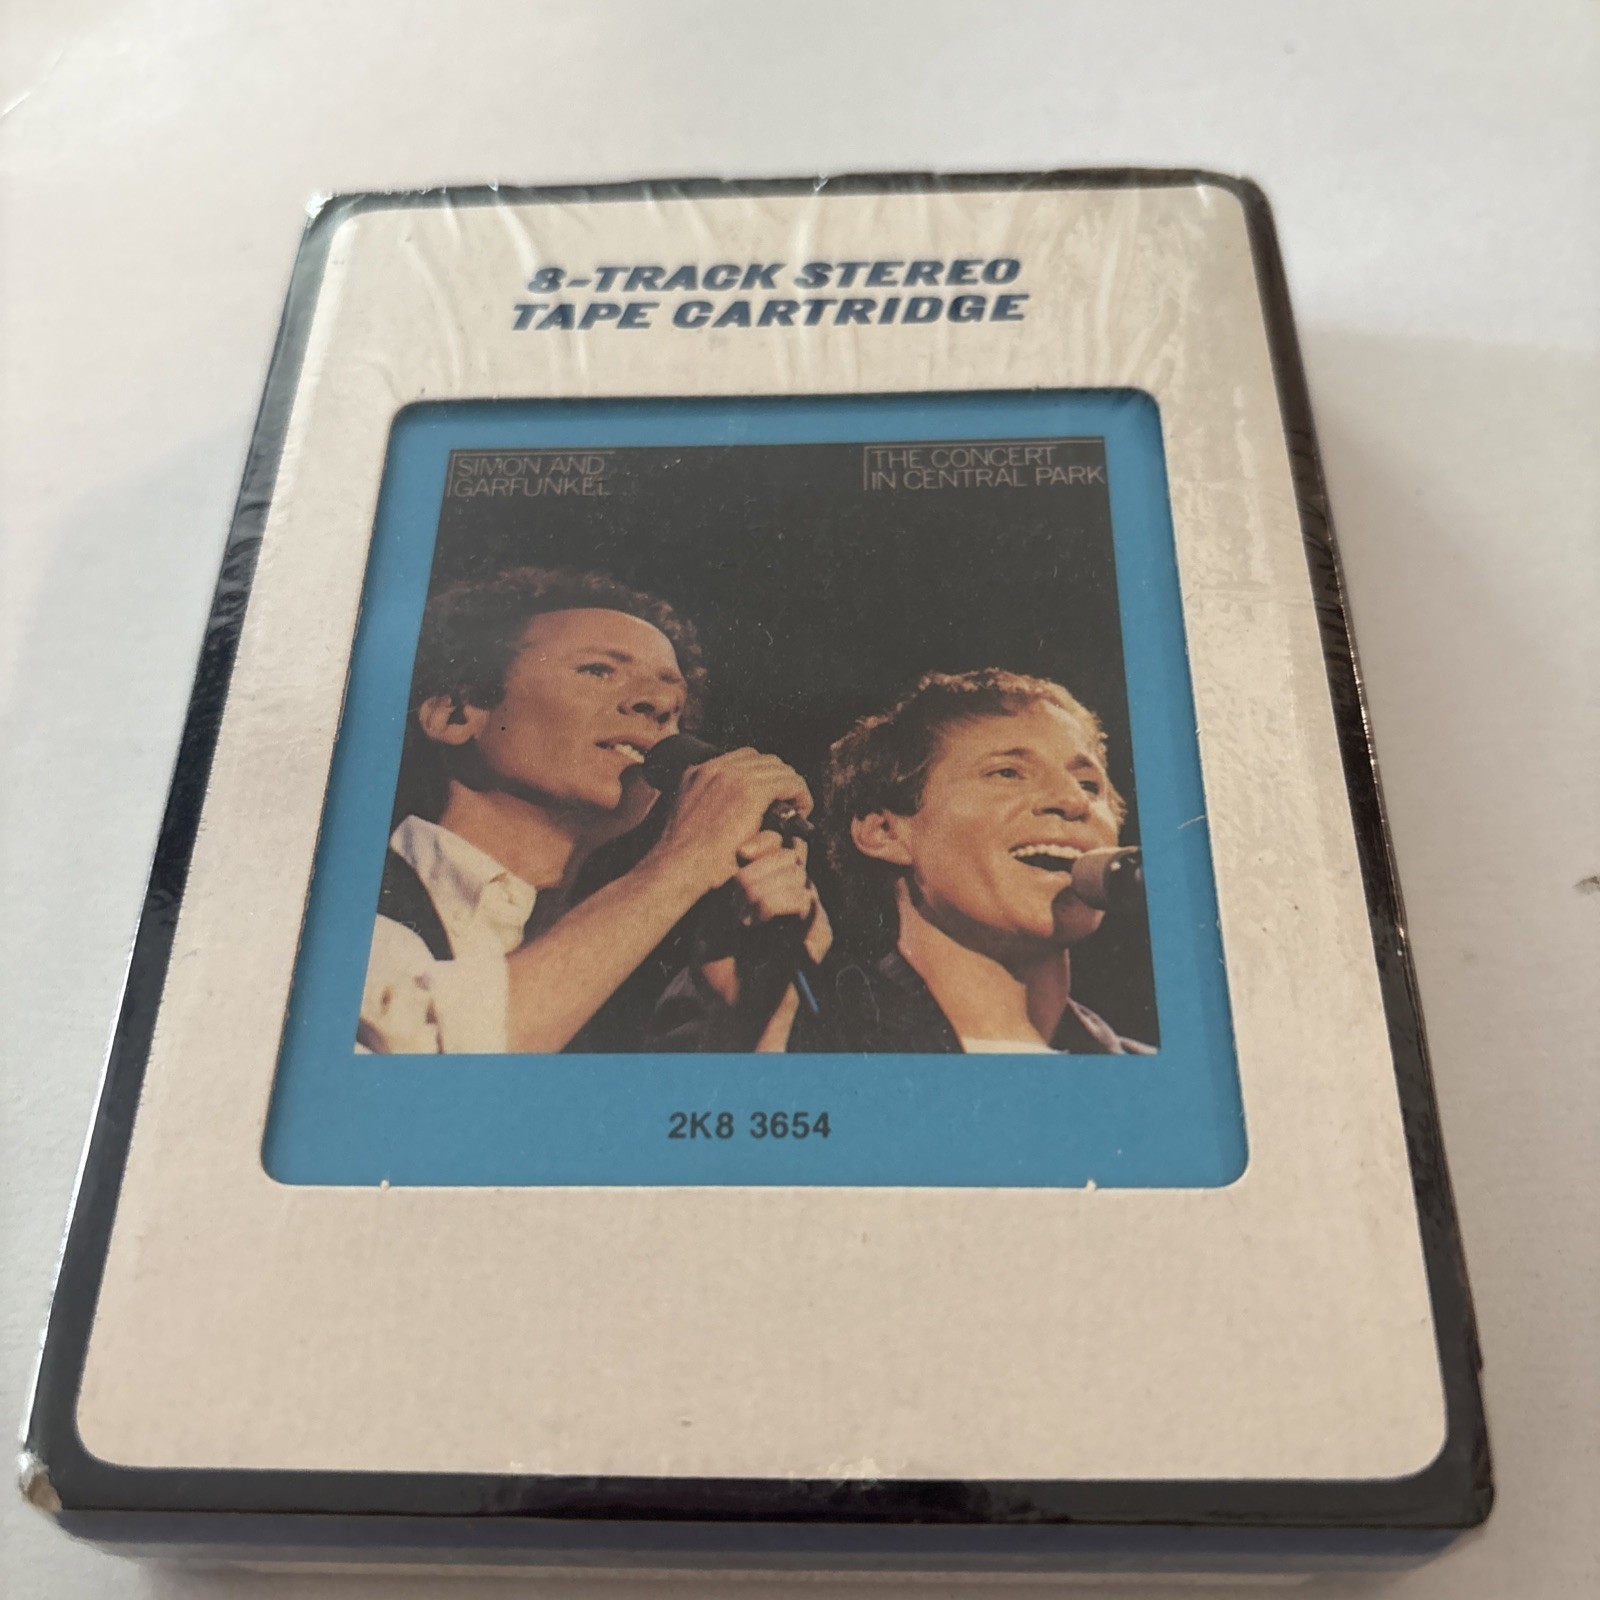 8-TRACK STEREO
TAPE CARTRIDGE
SIMON AND
GARFUNKEL
THE CONCERT
IN CENTRAL PARK
2K8 3654